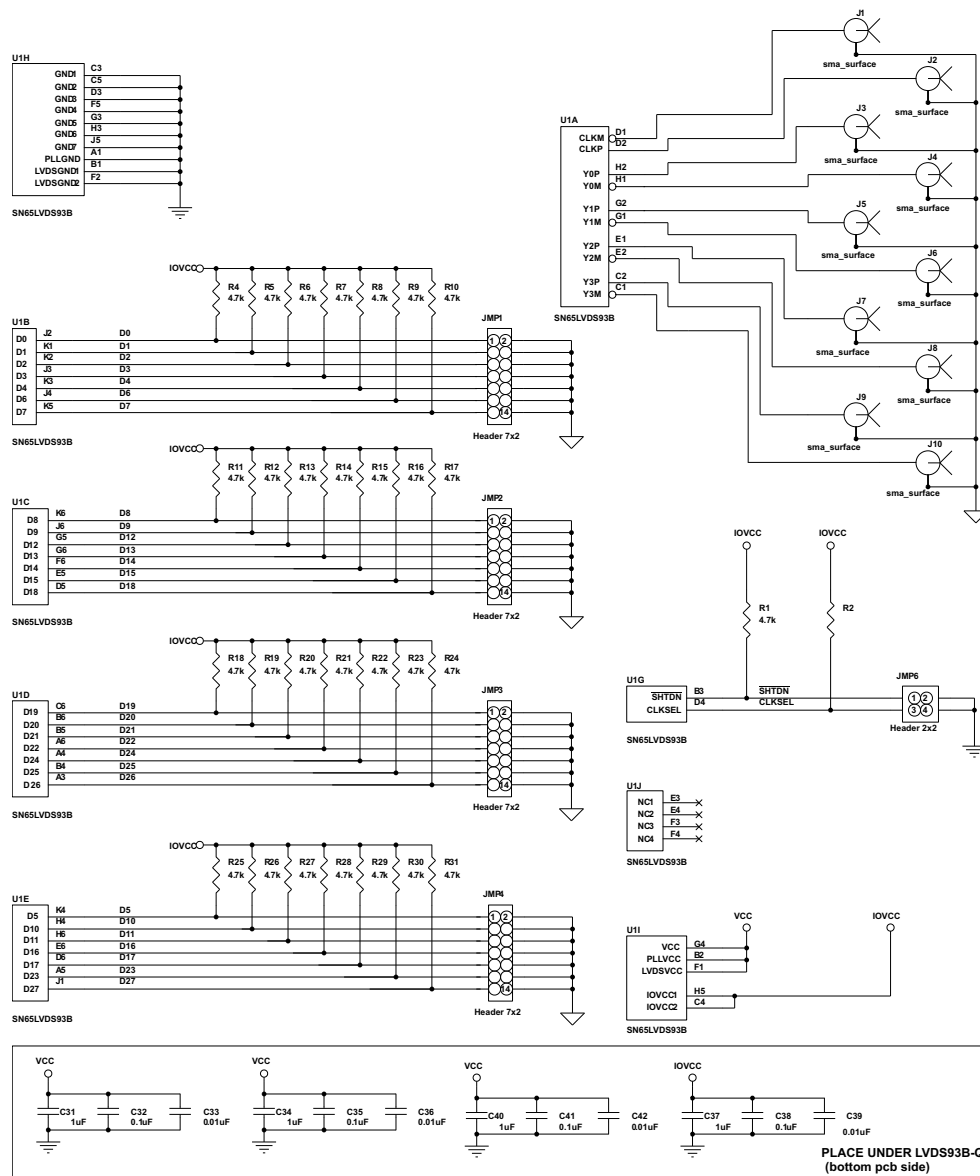 U1H
GND1 C3
GND2 C5
GND3 D3
GND4 F5
GND5 G3
GND6 H3
GND7 J5
PLLGND A1
LVDSGND1 B1
LVDSGND2 F2
SN65LVDS93B
U1A
CLKM D1
CLKP D2
Y0P H2
Y0M H1
Y1P G2
Y1M G1
Y2P E1
Y2M E2
Y3P C2
Y3M C1
SN65LVDS93B
J1
sma_surface
J2
sma_surface
J3
sma_surface
J4
sma_surface
J5
sma_surface
J6
sma_surface
J7
sma_surface
J8
sma_surface
J9
sma_surface
J10
sma_surface
IOVCC
R4 R5 R6 R7 R8 R9 R10
4.7k 4.7k 4.7k 4.7k 4.7k 4.7k 4.7k
U1B
JMP1
D0 J2 D0 1 2
D1 K1 D1
D2 K2 D2
D3 J3 D3
D4 K3 D4
D6 J4 D6
D7 K5 D7 14
SN65LVDS93B
Header 7x2
IOVCC
R11 R12 R13 R14 R15 R16 R17
4.7k 4.7k 4.7k 4.7k 4.7k 4.7k 4.7k
U1C
JMP2
D8 K6 D8 1 2
D9 J6 D9
D12 G5 D12
D13 G6 D13
D14 F6 D14
D15 E5 D15
D18 D5 D18 14
SN65LVDS93B
Header 7x2
IOVCC
R18 R19 R20 R21 R22 R23 R24
4.7k 4.7k 4.7k 4.7k 4.7k 4.7k 4.7k
U1D
JMP3
D19 C6 D19 1 2
D20 B6 D20
D21 B5 D21
D22 A6 D22
D24 A4 D24
D25 B4 D25
D26 A3 D26 14
SN65LVDS93B
Header 7x2
IOVCC
R25 R26 R27 R28 R29 R30 R31
4.7k 4.7k 4.7k 4.7k 4.7k 4.7k 4.7k
U1E
JMP4
D5 K4 D5 1 2
D10 H4 D10
D11 H6 D11
D16 E6 D16
D17 D6 D17
D23 A5 D23
D27 J1 D27 14
SN65LVDS93B
Header 7x2
IOVCC IOVCC
R1 R2
4.7k
U1G
JMP6
SHTDN B3 SHTDN 1 2
CLKSEL D4 CLKSEL 3 4
SN65LVDS93B
Header 2x2
U1J
NC1 E3
NC2 E4
NC3 F3
NC4 F4
SN65LVDS93B
VCC IOVCC
U1I
VCC G4
PLLVCC B2
LVDSVCC F1
IOVCC1 H5
IOVCC2 C4
SN65LVDS93B
VCC VCC VCC IOVCC
C31 C32 C33 C34 C35 C36 C40 C41 C42 C37 C38 C39
1uF 0.1uF 0.01uF 1uF 0.1uF 0.01uF 1uF 0.1uF 0.01uF 1uF 0.1uF 0.01uF
PLACE UNDER LVDS93B-
(bottom pcb side)